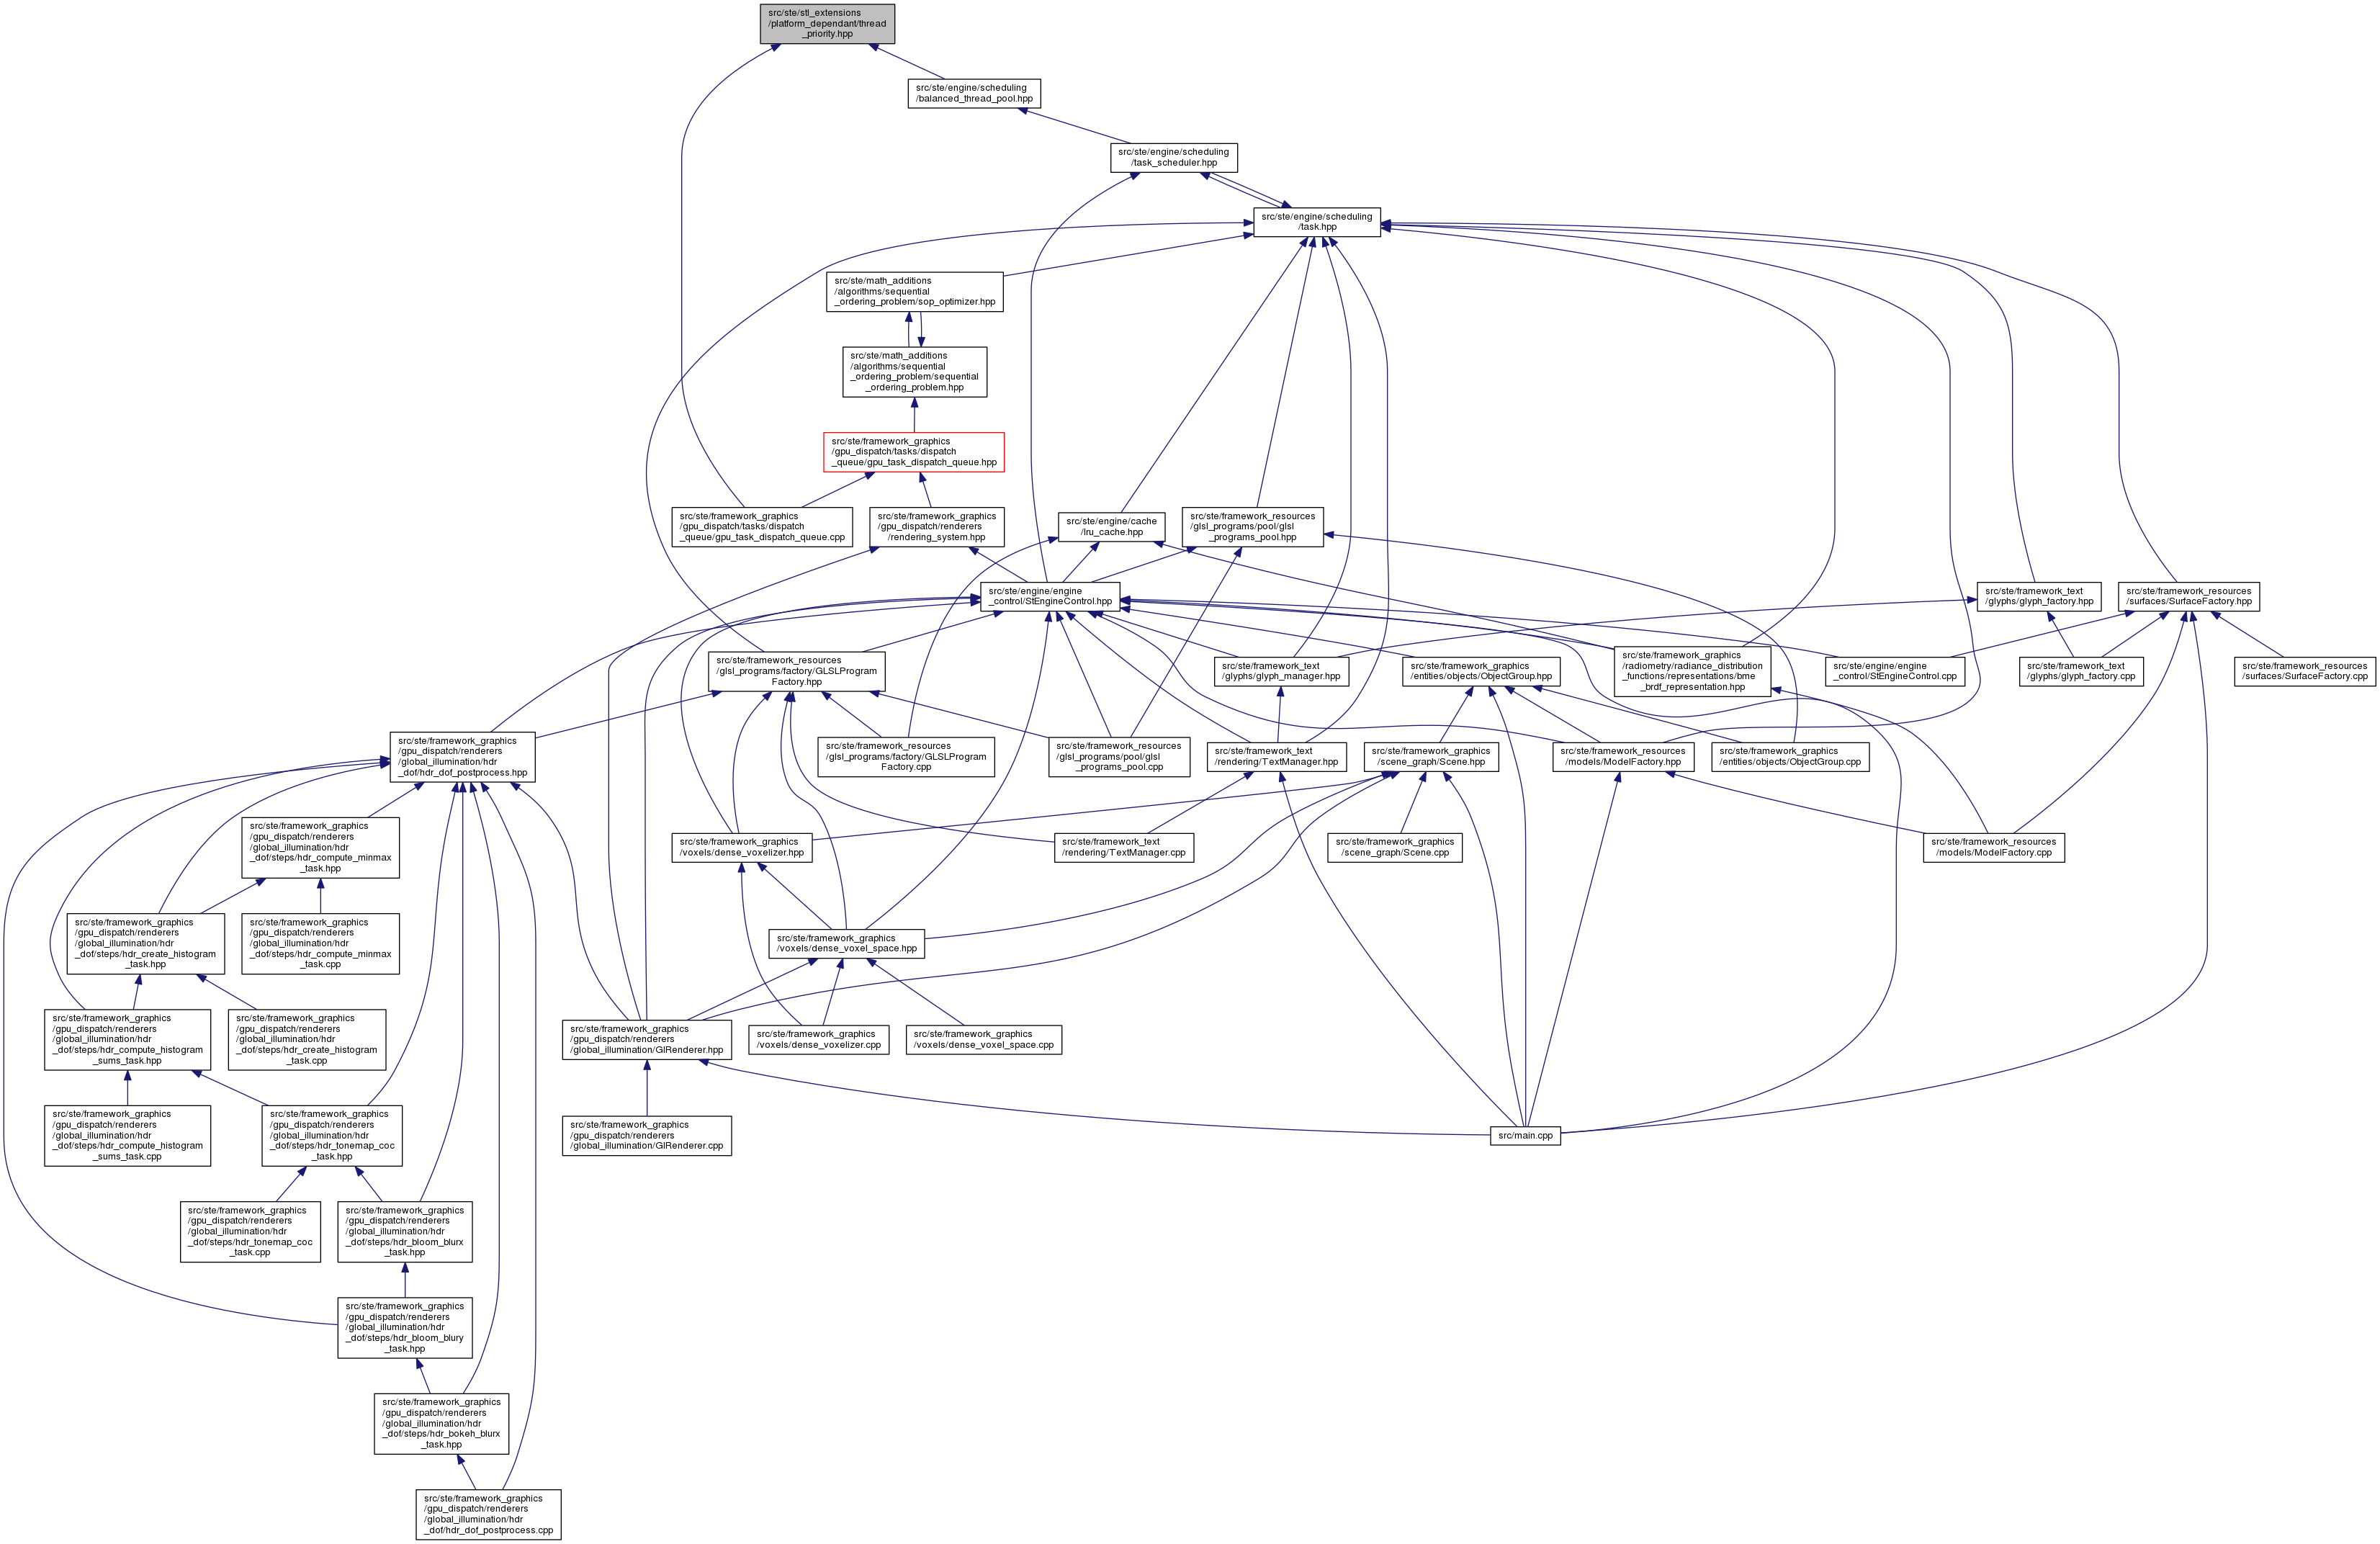 src/ste/stl_extensions
/platform_dependant/thread
_priority.hpp
src/ste/engine/scheduling
/balanced_thread_pool.hpp
src/ste/engine/scheduling
/task_scheduler.hpp
src/ste/engine/scheduling
/task.hpp
src/ste/math_additions
/algorithms/sequential
_ordering_problem/sop_optimizer.hpp
src/ste/math_additions
/algorithms/sequential
_ordering_problem/sequential
_ordering_problem.hpp
src/ste/framework_graphics
/gpu_dispatch/tasks/dispatch
_queue/gpu_task_dispatch_queue.hpp
src/ste/framework_graphics
/gpu_dispatch/tasks/dispatch
_queue/gpu_task_dispatch_queue.cpp
src/ste/framework_graphics
/gpu_dispatch/renderers
/rendering_system.hpp
src/ste/engine/cache
/lru_cache.hpp
src/ste/framework_resources
/glsl_programs/pool/glsl
_programs_pool.hpp
src/ste/engine/engine
_control/StEngineControl.hpp
src/ste/framework_text
/glyphs/glyph_factory.hpp
src/ste/framework_resources
/surfaces/SurfaceFactory.hpp
src/ste/framework_resources
/glsl_programs/factory/GLSLProgram
Factory.hpp
src/ste/framework_text
/glyphs/glyph_manager.hpp
src/ste/framework_graphics
/entities/objects/ObjectGroup.hpp
src/ste/framework_graphics
/radiometry/radiance_distribution
_functions/representations/bme
_brdf_representation.hpp
src/ste/engine/engine
_control/StEngineControl.cpp
src/ste/framework_text
/glyphs/glyph_factory.cpp
src/ste/framework_resources
/surfaces/SurfaceFactory.cpp
src/ste/framework_graphics
/gpu_dispatch/renderers
/global_illumination/hdr
_dof/hdr_dof_postprocess.hpp
src/ste/framework_resources
/glsl_programs/factory/GLSLProgram
Factory.cpp
src/ste/framework_resources
/glsl_programs/pool/glsl
_programs_pool.cpp
src/ste/framework_text
/rendering/TextManager.hpp
src/ste/framework_graphics
/scene_graph/Scene.hpp
src/ste/framework_resources
/models/ModelFactory.hpp
src/ste/framework_graphics
/entities/objects/ObjectGroup.cpp
src/ste/framework_graphics
/gpu_dispatch/renderers
/global_illumination/hdr
_dof/steps/hdr_compute_minmax
_task.hpp
src/ste/framework_graphics
/voxels/dense_voxelizer.hpp
src/ste/framework_text
/rendering/TextManager.cpp
src/ste/framework_graphics
/scene_graph/Scene.cpp
src/ste/framework_resources
/models/ModelFactory.cpp
src/ste/framework_graphics
/gpu_dispatch/renderers
/global_illumination/hdr
_dof/steps/hdr_create_histogram
_task.hpp
src/ste/framework_graphics
/gpu_dispatch/renderers
/global_illumination/hdr
_dof/steps/hdr_compute_minmax
_task.cpp
src/ste/framework_graphics
/voxels/dense_voxel_space.hpp
src/ste/framework_graphics
/gpu_dispatch/renderers
/global_illumination/hdr
_dof/steps/hdr_compute_histogram
_sums_task.hpp
src/ste/framework_graphics
/gpu_dispatch/renderers
/global_illumination/hdr
_dof/steps/hdr_create_histogram
_task.cpp
src/ste/framework_graphics
/gpu_dispatch/renderers
/global_illumination/GIRenderer.hpp
src/ste/framework_graphics
/voxels/dense_voxelizer.cpp
src/ste/framework_graphics
/voxels/dense_voxel_space.cpp
src/ste/framework_graphics
/gpu_dispatch/renderers
/global_illumination/hdr
_dof/steps/hdr_compute_histogram
_sums_task.cpp
src/ste/framework_graphics
/gpu_dispatch/renderers
/global_illumination/hdr
_dof/steps/hdr_tonemap_coc
_task.hpp
src/ste/framework_graphics
/gpu_dispatch/renderers
/global_illumination/GIRenderer.cpp
src/main.cpp
src/ste/framework_graphics
/gpu_dispatch/renderers
/global_illumination/hdr
_dof/steps/hdr_tonemap_coc
_task.cpp
src/ste/framework_graphics
/gpu_dispatch/renderers
/global_illumination/hdr
_dof/steps/hdr_bloom_blurx
_task.hpp
src/ste/framework_graphics
/gpu_dispatch/renderers
/global_illumination/hdr
_dof/steps/hdr_bloom_blury
_task.hpp
src/ste/framework_graphics
/gpu_dispatch/renderers
/global_illumination/hdr
_dof/steps/hdr_bokeh_blurx
_task.hpp
src/ste/framework_graphics
/gpu_dispatch/renderers
/global_illumination/hdr
_dof/hdr_dof_postprocess.cpp